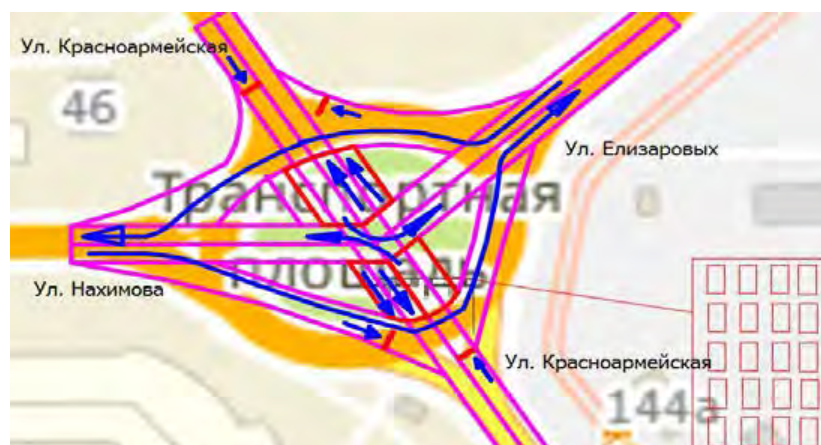 Ул. Красноармейская
46
Ул. Елизаровых
Транспортная
площадь
Ул. Нахимова
Ул. Красноармейская
144а